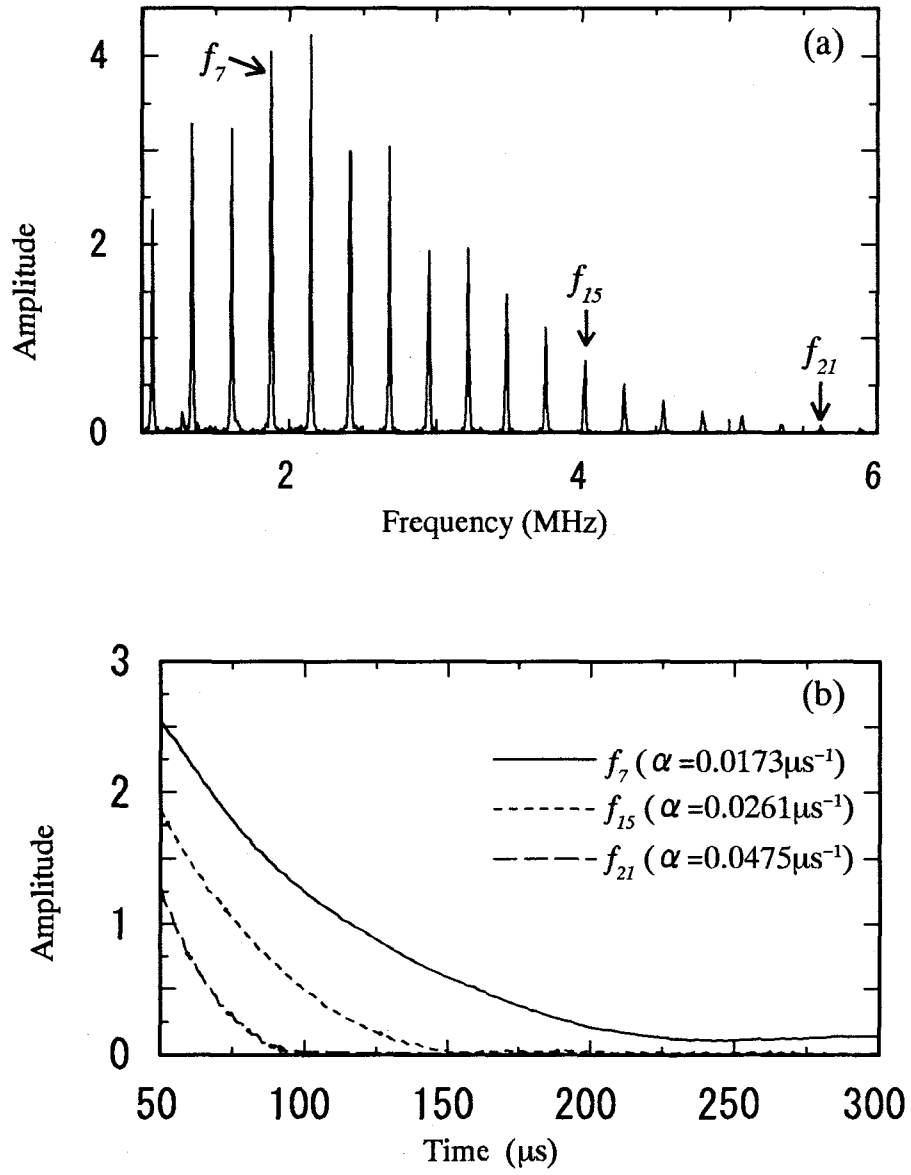 (a)
4
2
0
f7
f15
f21
2
4
6
Amplitude
Frequency (MHz)
(b)
3
2
1
0
f7 ( α =0.0173μs⁻¹)
f15 ( α =0.0261μs⁻¹)
f21 ( α =0.0475μs⁻¹)
50
100
150
200
250
300
Amplitude
Time (μs)